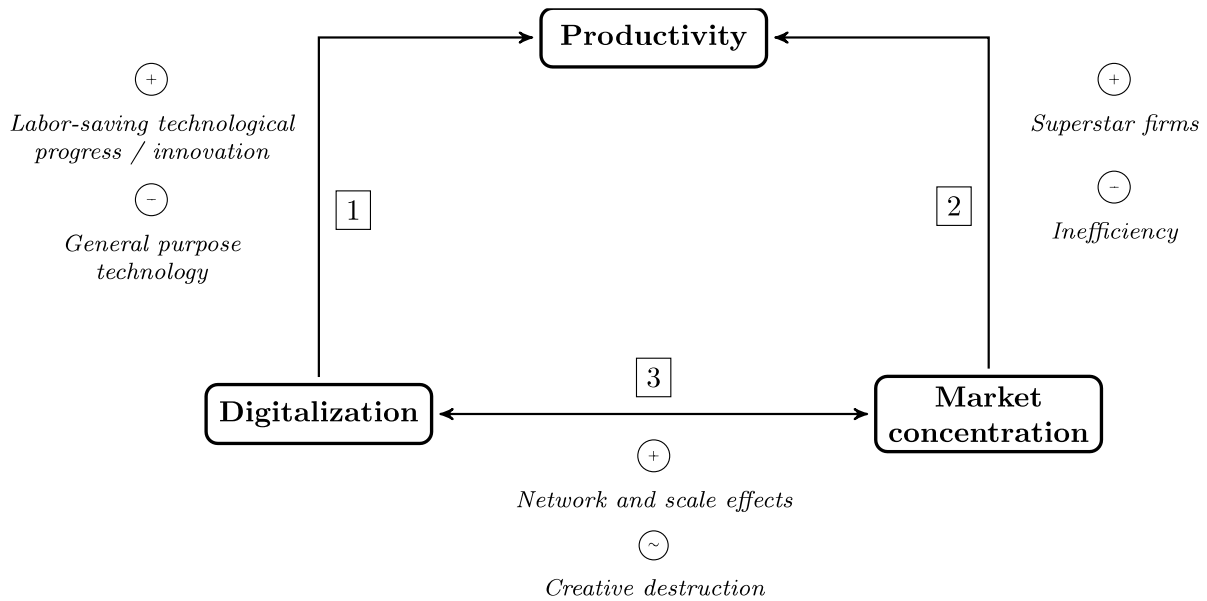 Productivity
+
Labor-saving technological
progress / innovation
−
General purpose
technology
1
2
+
Superstar firms
−
Inefficiency
3
Digitalization
Market
concentration
+
Network and scale effects
~
Creative destruction